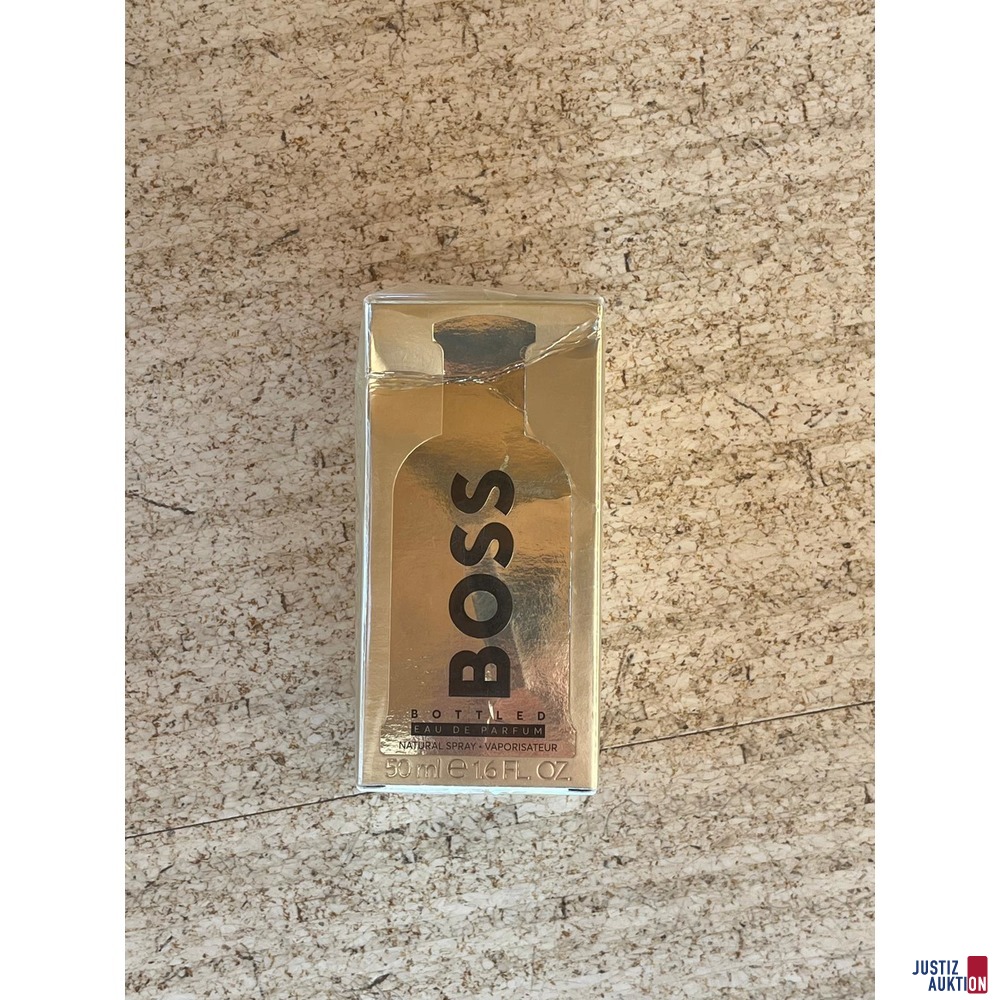 BOSS
BOTTLED
EAU DE PARFUM
NATURAL SPRAY • VAPORISATEUR
50 ml ℮ 1.6 FL. OZ.
JUSTIZ
AUKTION